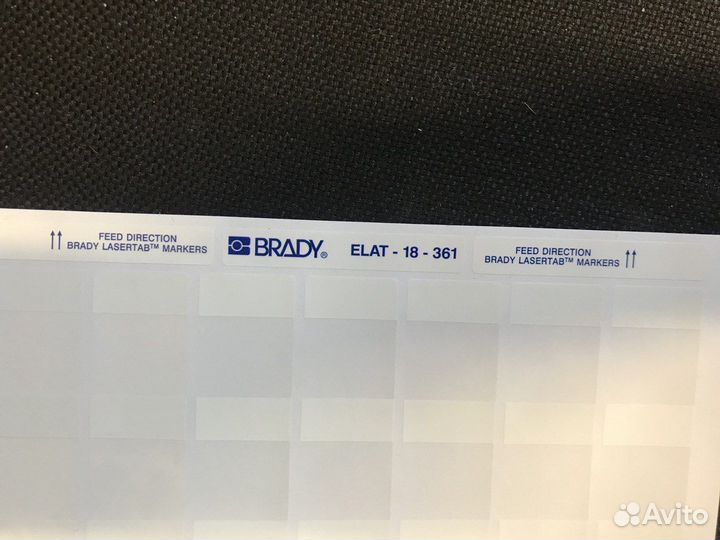 ↑↑ FEED DIRECTION
BRADY LASERTAB™ MARKERS
BRADY® ELAT - 18 - 361
FEED DIRECTION ↑↑
BRADY LASERTAB™ MARKERS
Avito